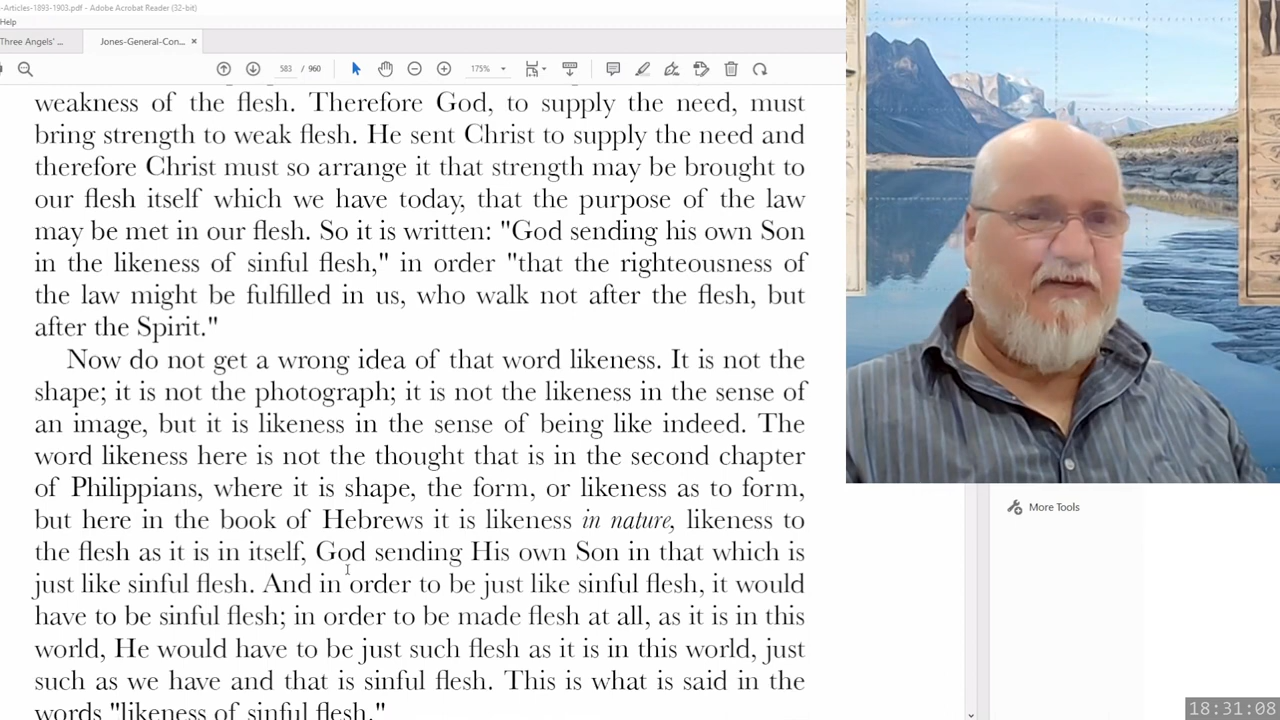 -Articles-1893-1903.pdf - Adobe Acrobat Reader (32-bit)
Help
Three Angels' ...
Jones-General-Con... ×
583 / 960
175%
weakness of the flesh. Therefore God, to supply the need, must
bring strength to weak flesh. He sent Christ to supply the need and
therefore Christ must so arrange it that strength may be brought to
our flesh itself which we have today, that the purpose of the law
may be met in our flesh. So it is written: "God sending his own Son
in the likeness of sinful flesh," in order "that the righteousness of
the law might be fulfilled in us, who walk not after the flesh, but
after the Spirit."
Now do not get a wrong idea of that word likeness. It is not the
shape; it is not the photograph; it is not the likeness in the sense of
an image, but it is likeness in the sense of being like indeed. The
word likeness here is not the thought that is in the second chapter
of Philippians, where it is shape, the form, or likeness as to form,
but here in the book of Hebrews it is likeness in nature, likeness to
the flesh as it is in itself, God sending His own Son in that which is
just like sinful flesh. And in order to be just like sinful flesh, it would
have to be sinful flesh; in order to be made flesh at all, as it is in this
world, He would have to be just such flesh as it is in this world, just
such as we have and that is sinful flesh. This is what is said in the
words "likeness of sinful flesh."
More Tools
18:31:08